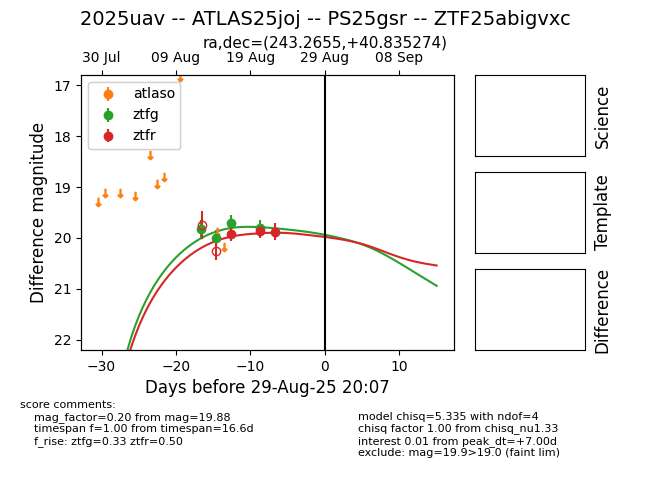 2025uav -- ATLAS25joj -- PS25gsr -- ZTF25abigvxc
ra,dec=(243.2655,+40.835274)
30 Jul 09 Aug 19 Aug 29 Aug 08 Sep
17
18
19
20
21
22
Difference magnitude
atlaso
ztfg
ztfr
−30 −20 −10 0 10
Days before 29-Aug-25 20:07
Science
Template
Difference
score comments:
mag_factor=0.20 from mag=19.88
timespan f=1.00 from timespan=16.6d
f_rise: ztfg=0.33 ztfr=0.50
model chisq=5.335 with ndof=4
chisq factor 1.00 from chisq_nu1.33
interest 0.01 from peak_dt=+7.00d
exclude: mag=19.9>19.0 (faint lim)